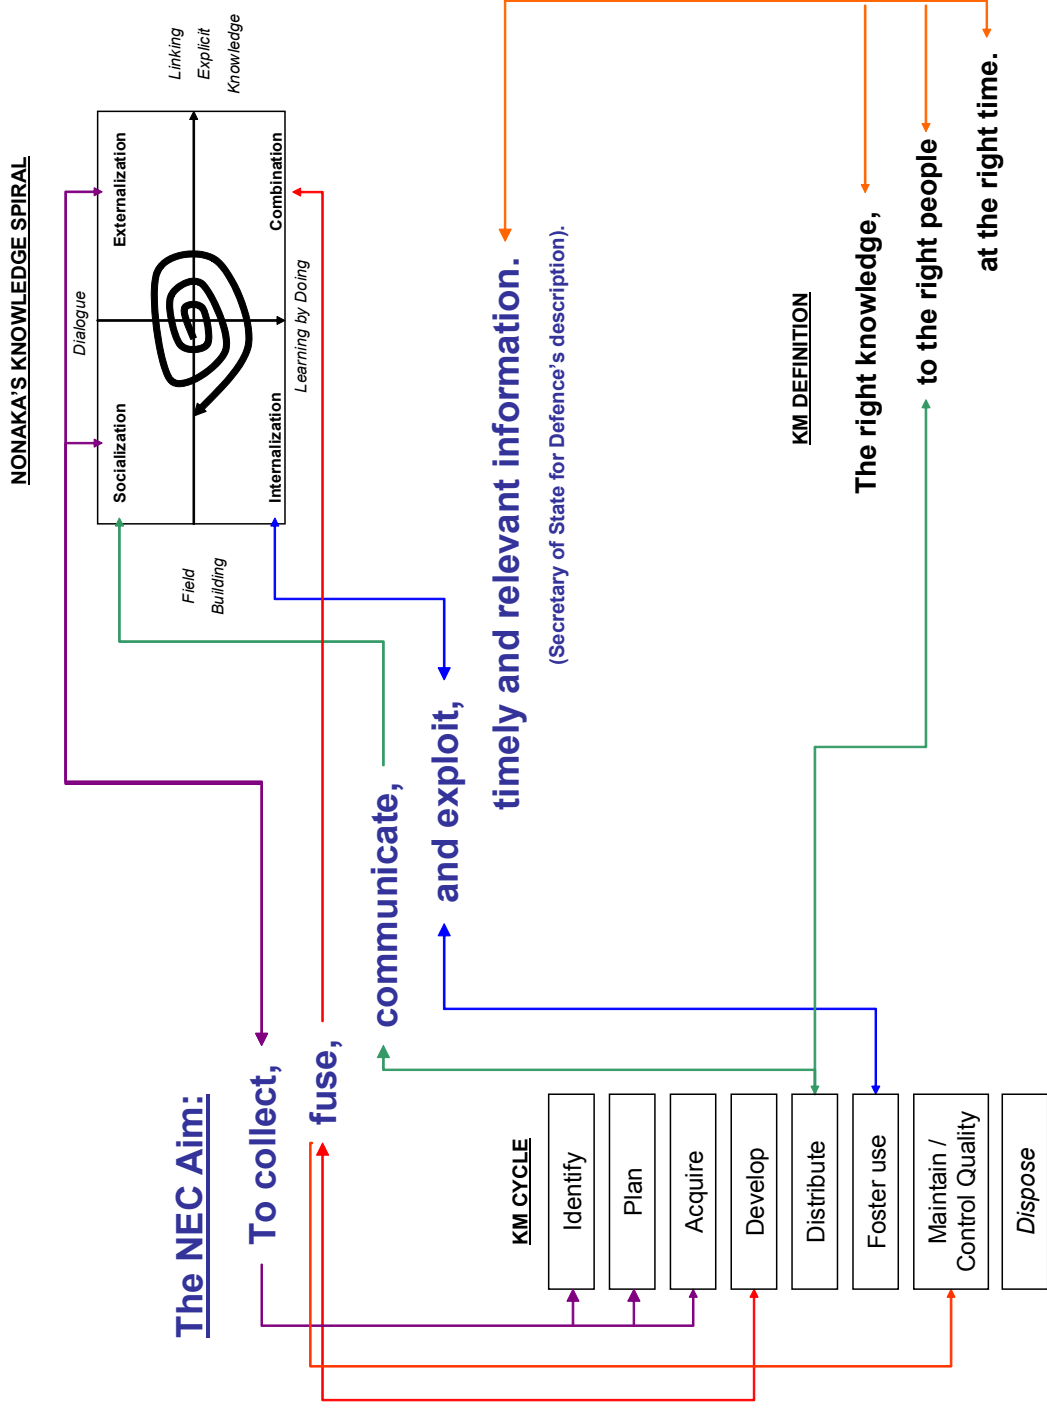 The NEC Aim:
To collect,
fuse,
communicate,
and exploit,
timely and relevant information.
(Secretary of State for Defence’s description).
NONAKA’S KNOWLEDGE SPIRAL
Dialogue
Socialization
Externalization
Field
Building
Linking
Explicit
Knowledge
Internalization
Combination
Learning by Doing
KM CYCLE
Identify
Plan
Acquire
Develop
Distribute
Foster use
Maintain /
Control Quality
Dispose
KM DEFINITION
The right knowledge,
to the right people
at the right time.